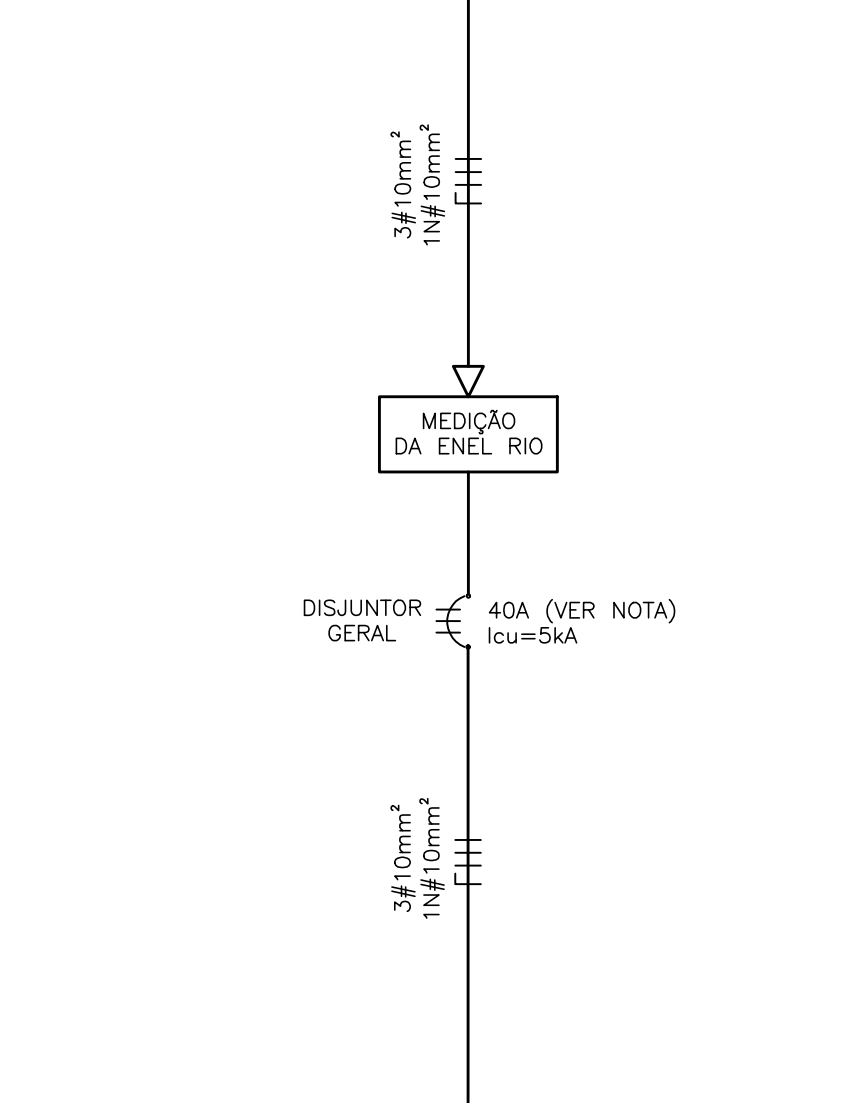 3#10mm²
1N#10mm²
MEDIÇÃO
DA ENEL RIO
DISJUNTOR
GERAL
40A (VER NOTA)
Icu=5kA
3#10mm²
1N#10mm²